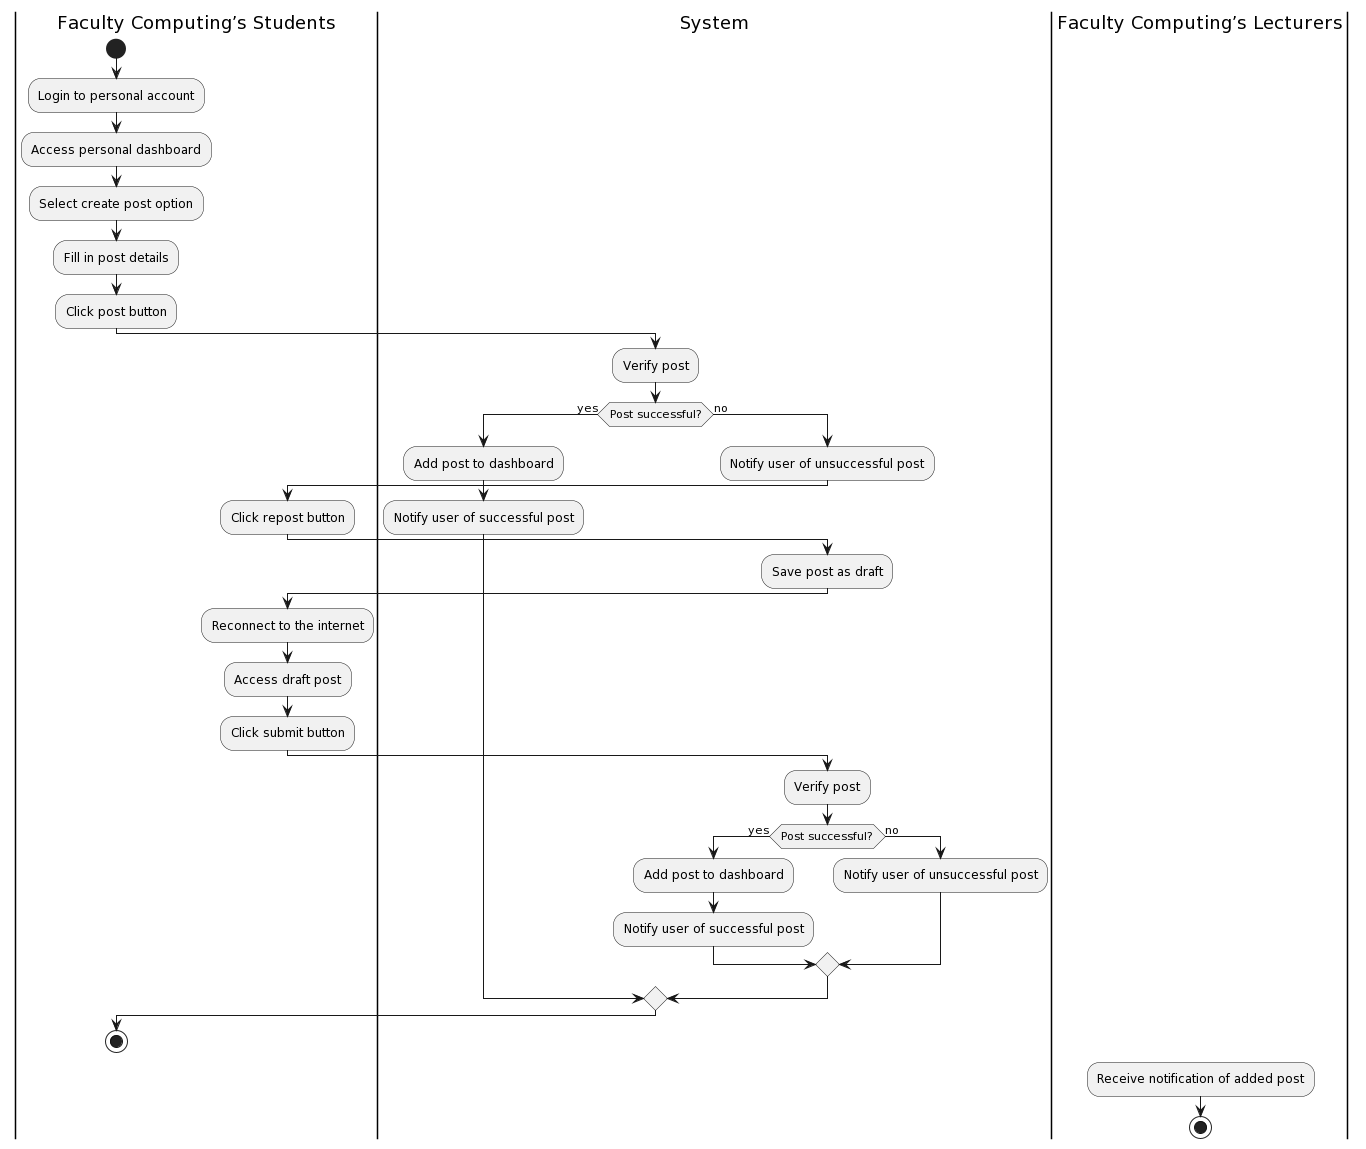 Faculty Computing’s Students
System
Faculty Computing’s Lecturers
Login to personal account
Access personal dashboard
Select create post option
Fill in post details
Click post button
Verify post
yes
Post successful?
no
Add post to dashboard
Notify user of unsuccessful post
Click repost button
Notify user of successful post
Save post as draft
Reconnect to the internet
Access draft post
Click submit button
Verify post
yes
Post successful?
no
Add post to dashboard
Notify user of unsuccessful post
Notify user of successful post
Receive notification of added post